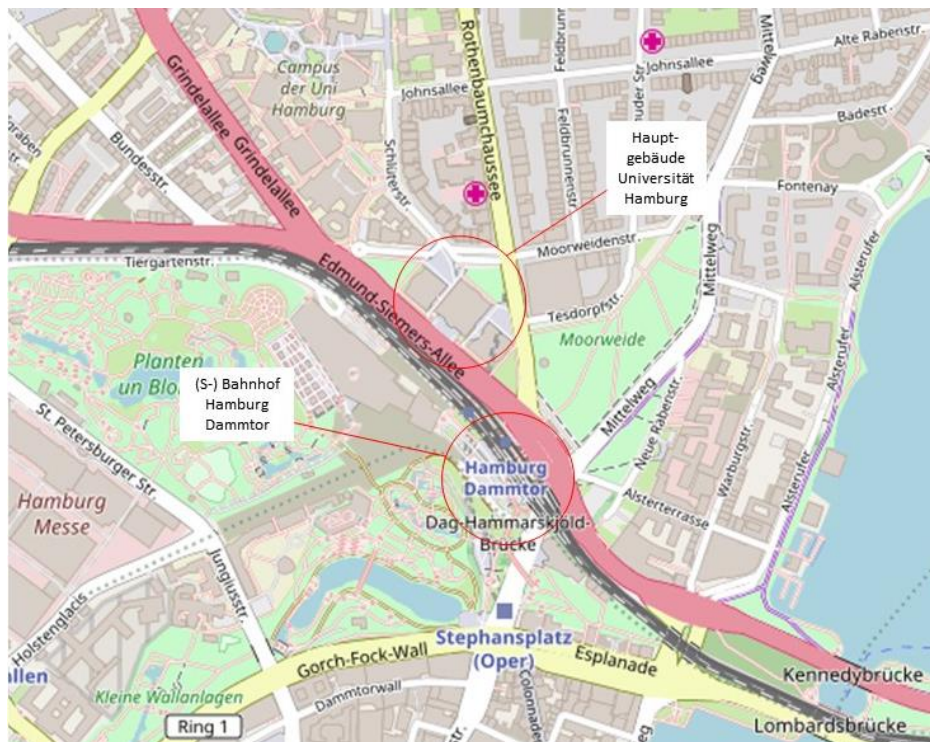 Grindelallee
Grindelallee
Campus
der Uni
Hamburg
Rothenbaumchaussee
Feldbrunnenstr.
Johnsallee
Johnsallee
Alte Rabenstr.
Mittelweg
Badestr.
Bundesstr.
Schlüterstr.
Haupt-
gebäude
Universität
Hamburg
Fontenay
Moorweidenstr.
Mittelweg
Alsterufer
Tiergartenstr.
Edmund-Siemers-Allee
Tesdorpfstr.
Moorweide
Planten
un Blo
(S-) Bahnhof
Hamburg
Dammtor
Mittelweg
Neue Rabenstr.
Warburgstr.
Alsterufer
St. Petersburger Str.
Hamburg
Messe
Hamburg
Dammtor
Alsterterrasse
Dag-Hammarskjöld-
Brücke
Jungiusstr.
Holstenglacis
Stephansplatz
(Oper)
Gorch-Fock-Wall
Esplanade
Kleine Wallanlagen
Dammtorwall
Colonnaden
Kennedybrücke
Lombardsbrücke
Ring 1
allen